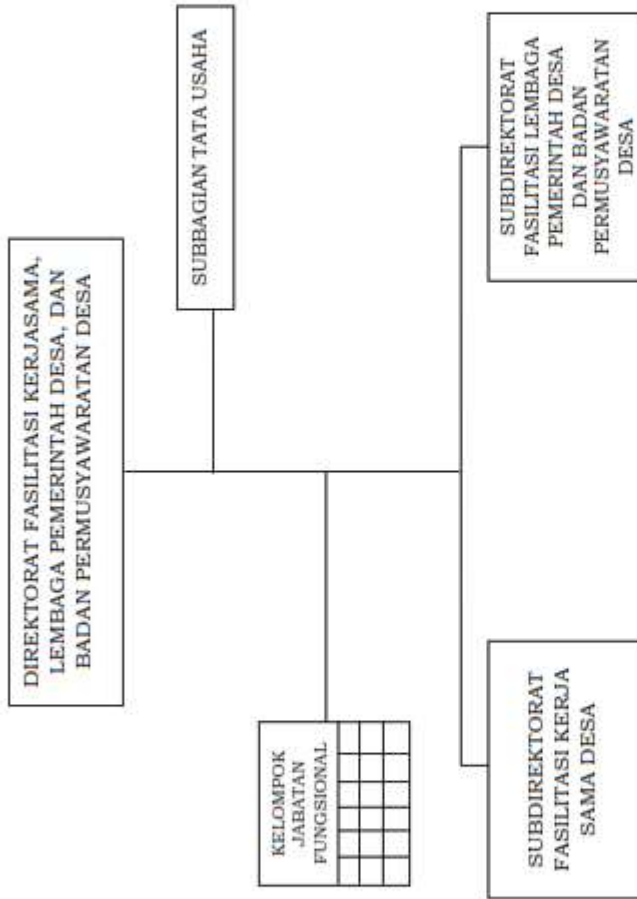 DIREKTORAT FASILITASI KERJASAMA,
LEMBAGA PEMERINTAH DESA, DAN
BADAN PERMUSYAWARATAN DESA
SUBBAGIAN TATA USAHA
KELOMPOK
JABATAN
FUNGSIONAL
SUBDIREKTORAT
FASILITASI KERJA
SAMA DESA
SUBDIREKTORAT
FASILITASI LEMBAGA
PEMERINTAH DESA
DAN BADAN
PERMUSYAWARATAN
DESA